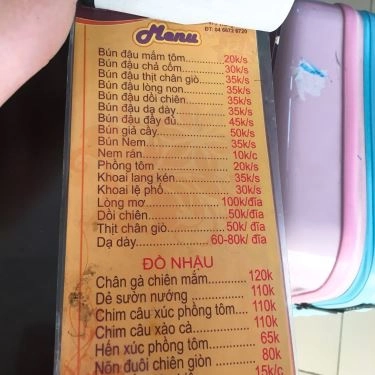 ĐT: 04 6673 6720
Menu
Bún đậu mắm tôm 20k/s
Bún đậu chả cốm 30k/s
Bún đậu thịt chân giò 35k/s
Bún đậu lòng non 35k/s
Bún đậu dồi chiên 35k/s
Bún đậu dạ dày 35k/s
Bún đậu đầy đủ 45k/s
Bún giả cầy 50k/s
Bún Nem 35k/s
Nem rán 10k/c
Phồng tôm 20k/s
Khoai lang kén 35k/s
Khoai lệ phố 30k/s
Lòng mơ 100k/đĩa
Dồi chiên 50k/đĩa
Thịt chân giò 50k/đĩa
Dạ dày 60-80k/ đĩa
ĐỒ NHẬU
Chân gà chiên mắm 120k
Dẻ sườn nướng 110k
Chim câu xúc phồng tôm 110k
Chim câu xáo cà 110k
Hến xúc phồng tôm 65k
Nõn đuôi chiên giòn 80k
15k/c